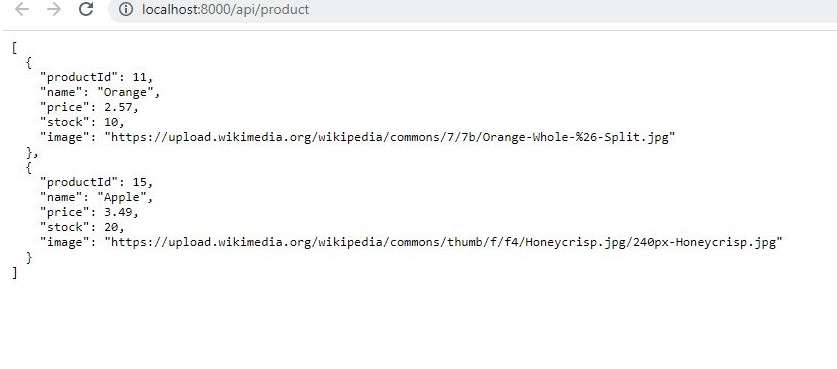 localhost:8000/api/product
[
  {
    "productId": 11,
    "name": "Orange",
    "price": 2.57,
    "stock": 10,
    "image": "https://upload.wikimedia.org/wikipedia/commons/7/7b/Orange-Whole-%26-Split.jpg"
  },
  {
    "productId": 15,
    "name": "Apple",
    "price": 3.49,
    "stock": 20,
    "image": "https://upload.wikimedia.org/wikipedia/commons/thumb/f/f4/Honeycrisp.jpg/240px-Honeycrisp.jpg"
  }
]